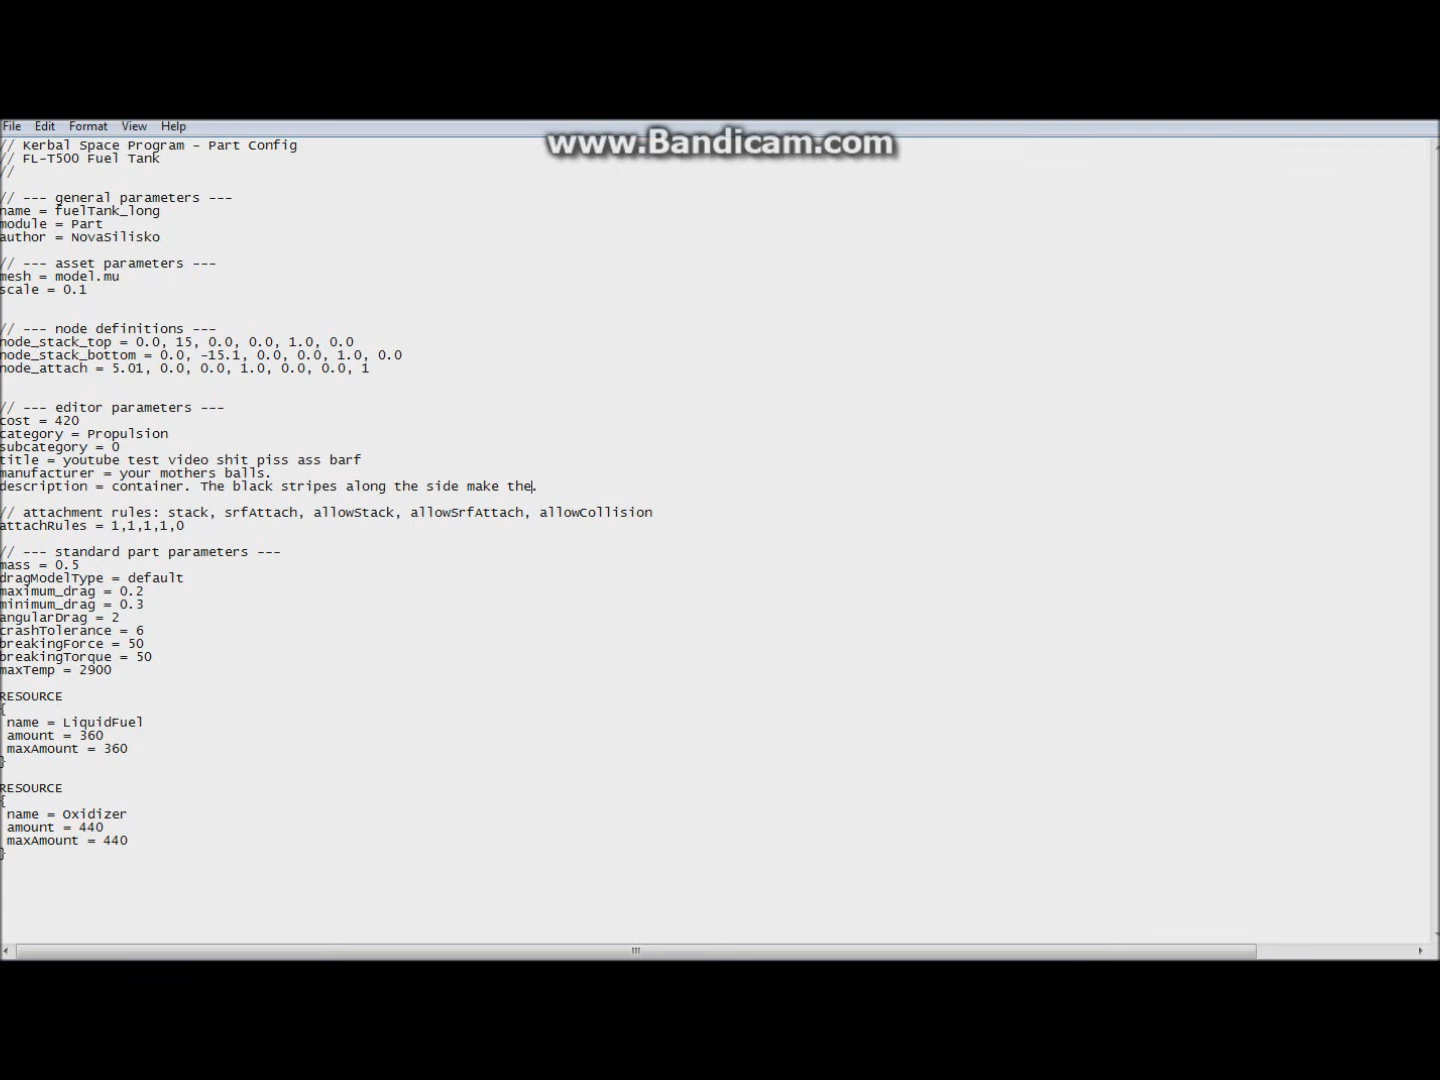 www.Bandicam.com
File Edit Format View Help
// Kerbal Space Program - Part Config
// FL-T500 Fuel Tank
//
// --- general parameters ---
name = fuelTank_long
module = Part
author = NovaSilisko
// --- asset parameters ---
mesh = model.mu
scale = 0.1
// --- node definitions ---
node_stack_top = 0.0, 15, 0.0, 0.0, 1.0, 0.0
node_stack_bottom = 0.0, -15.1, 0.0, 0.0, 1.0, 0.0
node_attach = 5.01, 0.0, 0.0, 1.0, 0.0, 0.0, 1
// --- editor parameters ---
cost = 420
category = Propulsion
subcategory = 0
title = youtube test video shit piss ass barf
manufacturer = your mothers balls.
description = container. The black stripes along the side make the.
// attachment rules: stack, srfAttach, allowStack, allowSrfAttach, allowCollision
attachRules = 1,1,1,1,0
// --- standard part parameters ---
mass = 0.5
dragModelType = default
maximum_drag = 0.2
minimum_drag = 0.3
angularDrag = 2
crashTolerance = 6
breakingForce = 50
breakingTorque = 50
maxTemp = 2900
RESOURCE
{
name = LiquidFuel
amount = 360
maxAmount = 360
}
RESOURCE
{
name = Oxidizer
amount = 440
maxAmount = 440
}